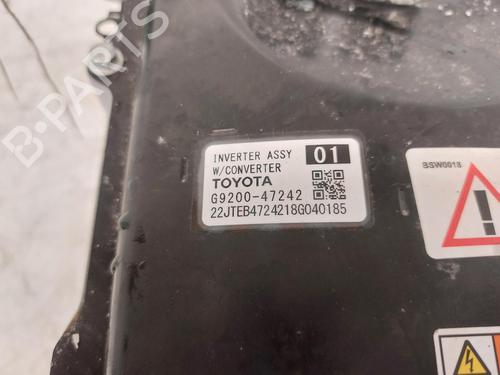 B-PARTS
INVERTER ASSY 01
W/CONVERTER
TOYOTA
G9200-47242
22JTEB4724218G040185
BSW0018